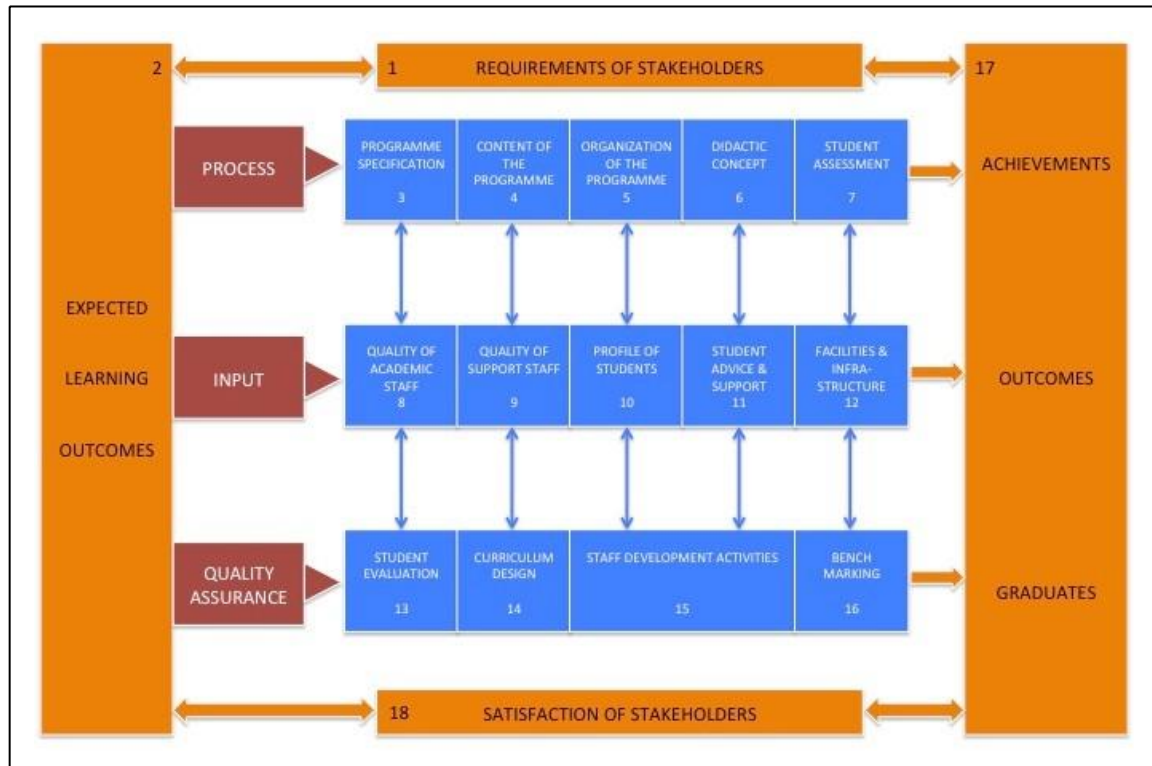 2
1 REQUIREMENTS OF STAKEHOLDERS
17
PROCESS
PROGRAMME
SPECIFICATION
3
CONTENT OF
THE
PROGRAMME
4
ORGANIZATION
OF THE
PROGRAMME
5
DIDACTIC
CONCEPT
6
STUDENT
ASSESSMENT
7
ACHIEVEMENTS
EXPECTED
LEARNING
OUTCOMES
INPUT
QUALITY OF
ACADEMIC
STAFF
8
QUALITY OF
SUPPORT STAFF
9
PROFILE OF
STUDENTS
10
STUDENT
ADVICE &
SUPPORT
11
FACILITIES &
INFRA-
STRUCTURE
12
OUTCOMES
QUALITY
ASSURANCE
STUDENT
EVALUATION
13
CURRICULUM
DESIGN
14
STAFF DEVELOPMENT ACTIVITIES
15
BENCH
MARKING
16
GRADUATES
18 SATISFACTION OF STAKEHOLDERS